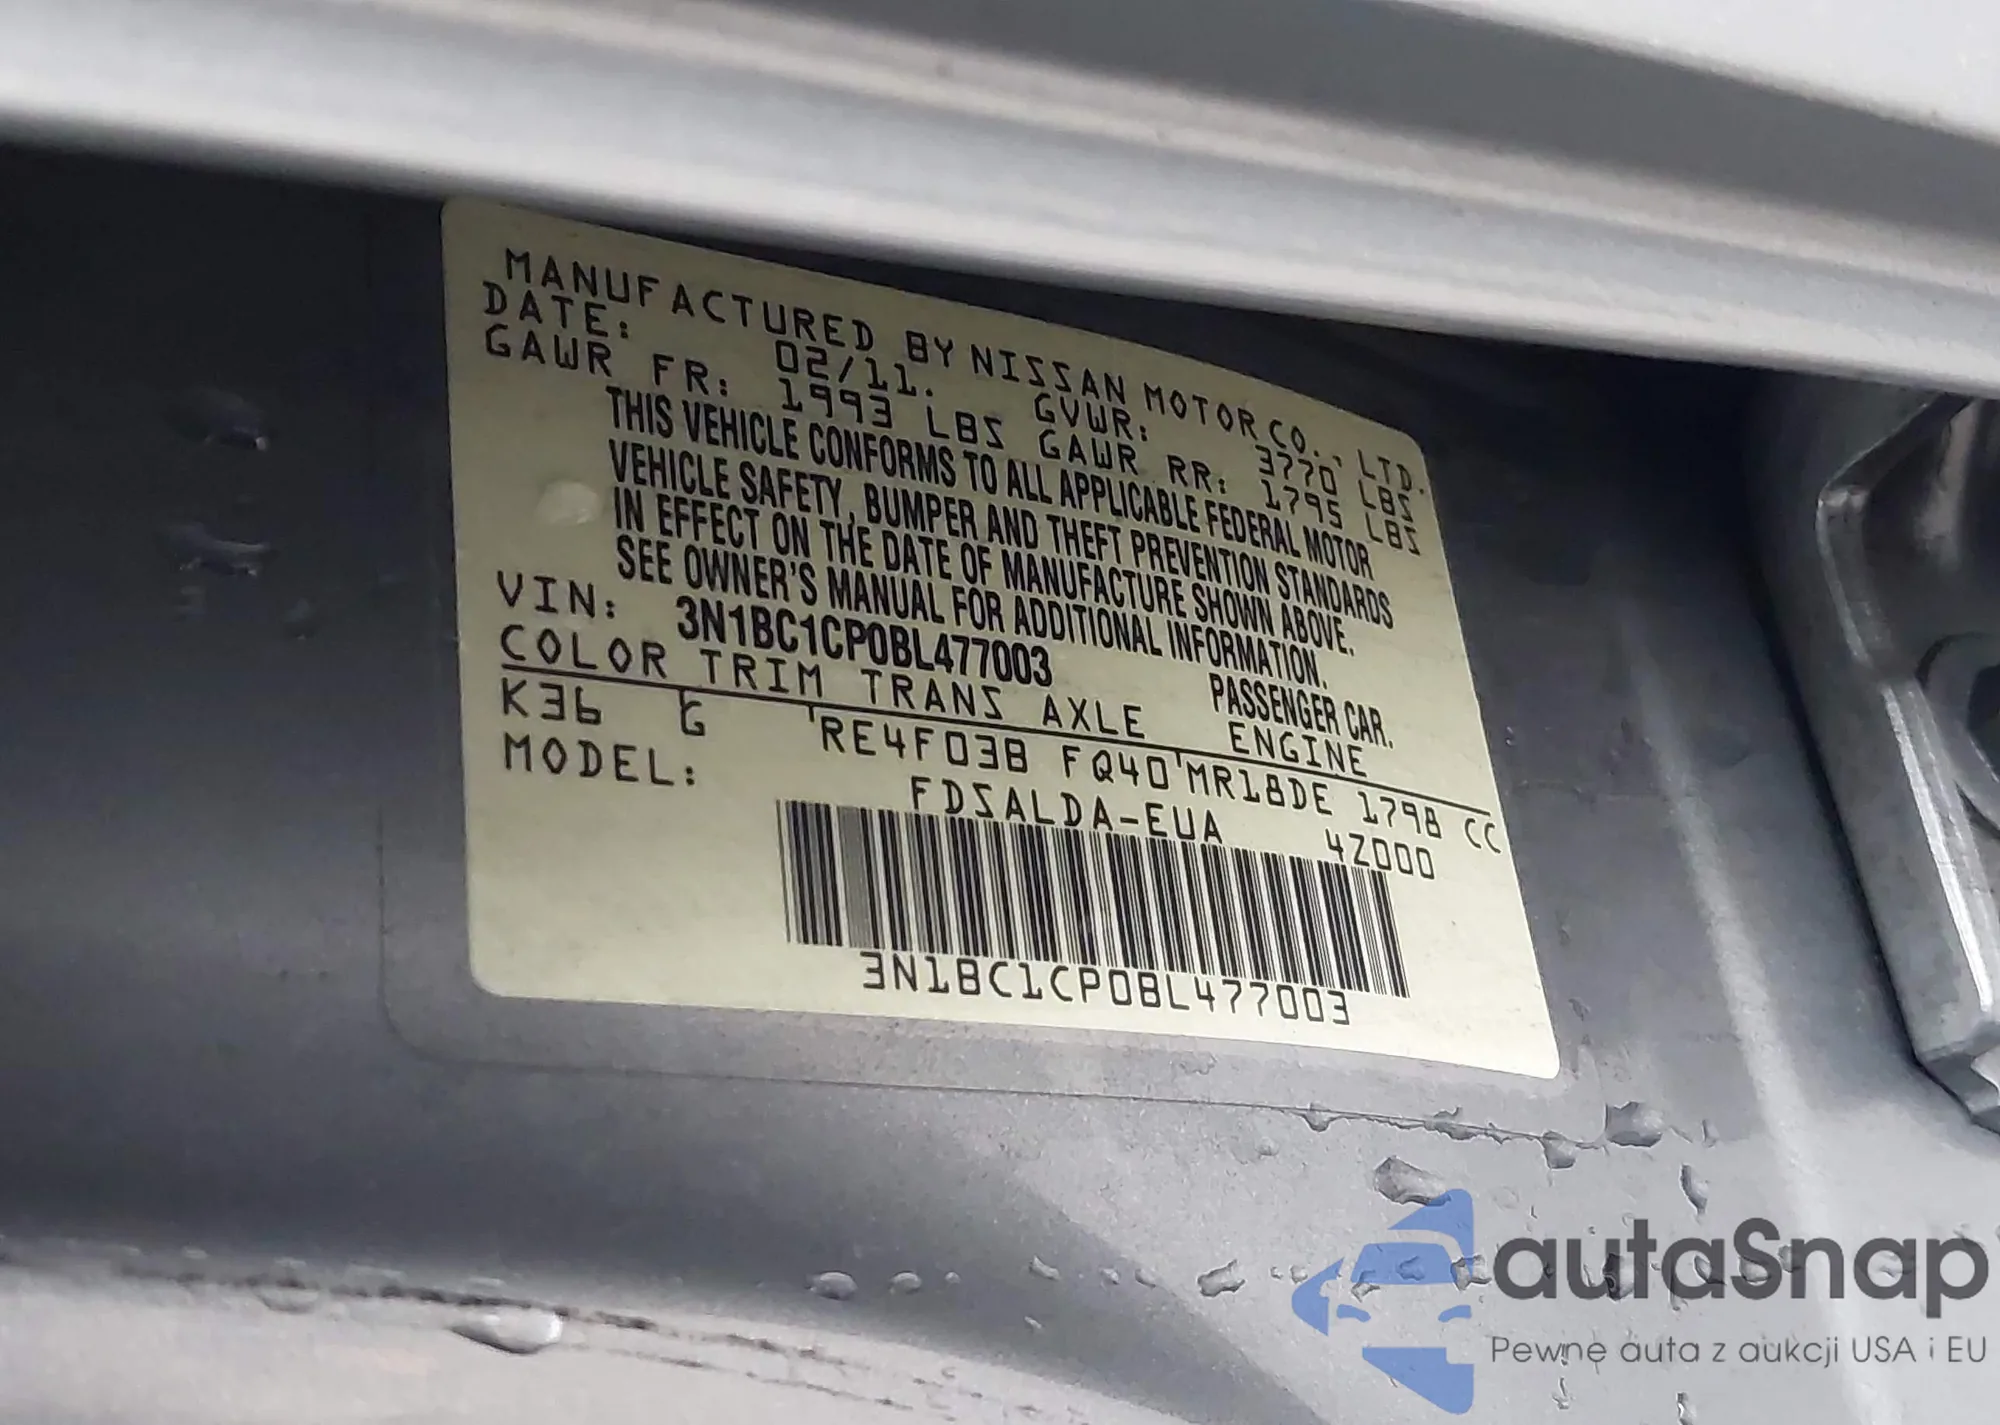 MANUFACTURED BY NISSAN MOTOR CO., LTD.
DATE: 02/11. GVWR: 3770 LBS
GAWR FR: 1993 LBS GAWR RR: 1795 LBS
THIS VEHICLE CONFORMS TO ALL APPLICABLE FEDERAL MOTOR
VEHICLE SAFETY, BUMPER AND THEFT PREVENTION STANDARDS
IN EFFECT ON THE DATE OF MANUFACTURE SHOWN ABOVE.
SEE OWNER'S MANUAL FOR ADDITIONAL INFORMATION.
VIN: 3N1BC1CP0BL477003 PASSENGER CAR.
COLOR TRIM TRANS AXLE ENGINE
K36 G RE4F03B FQ40 MR18DE 1798 CC
MODEL: FDSALDA-EUA 4Z000
3N1BC1CP0BL477003
autaSnap
Pewne auta z aukcji USA i EU